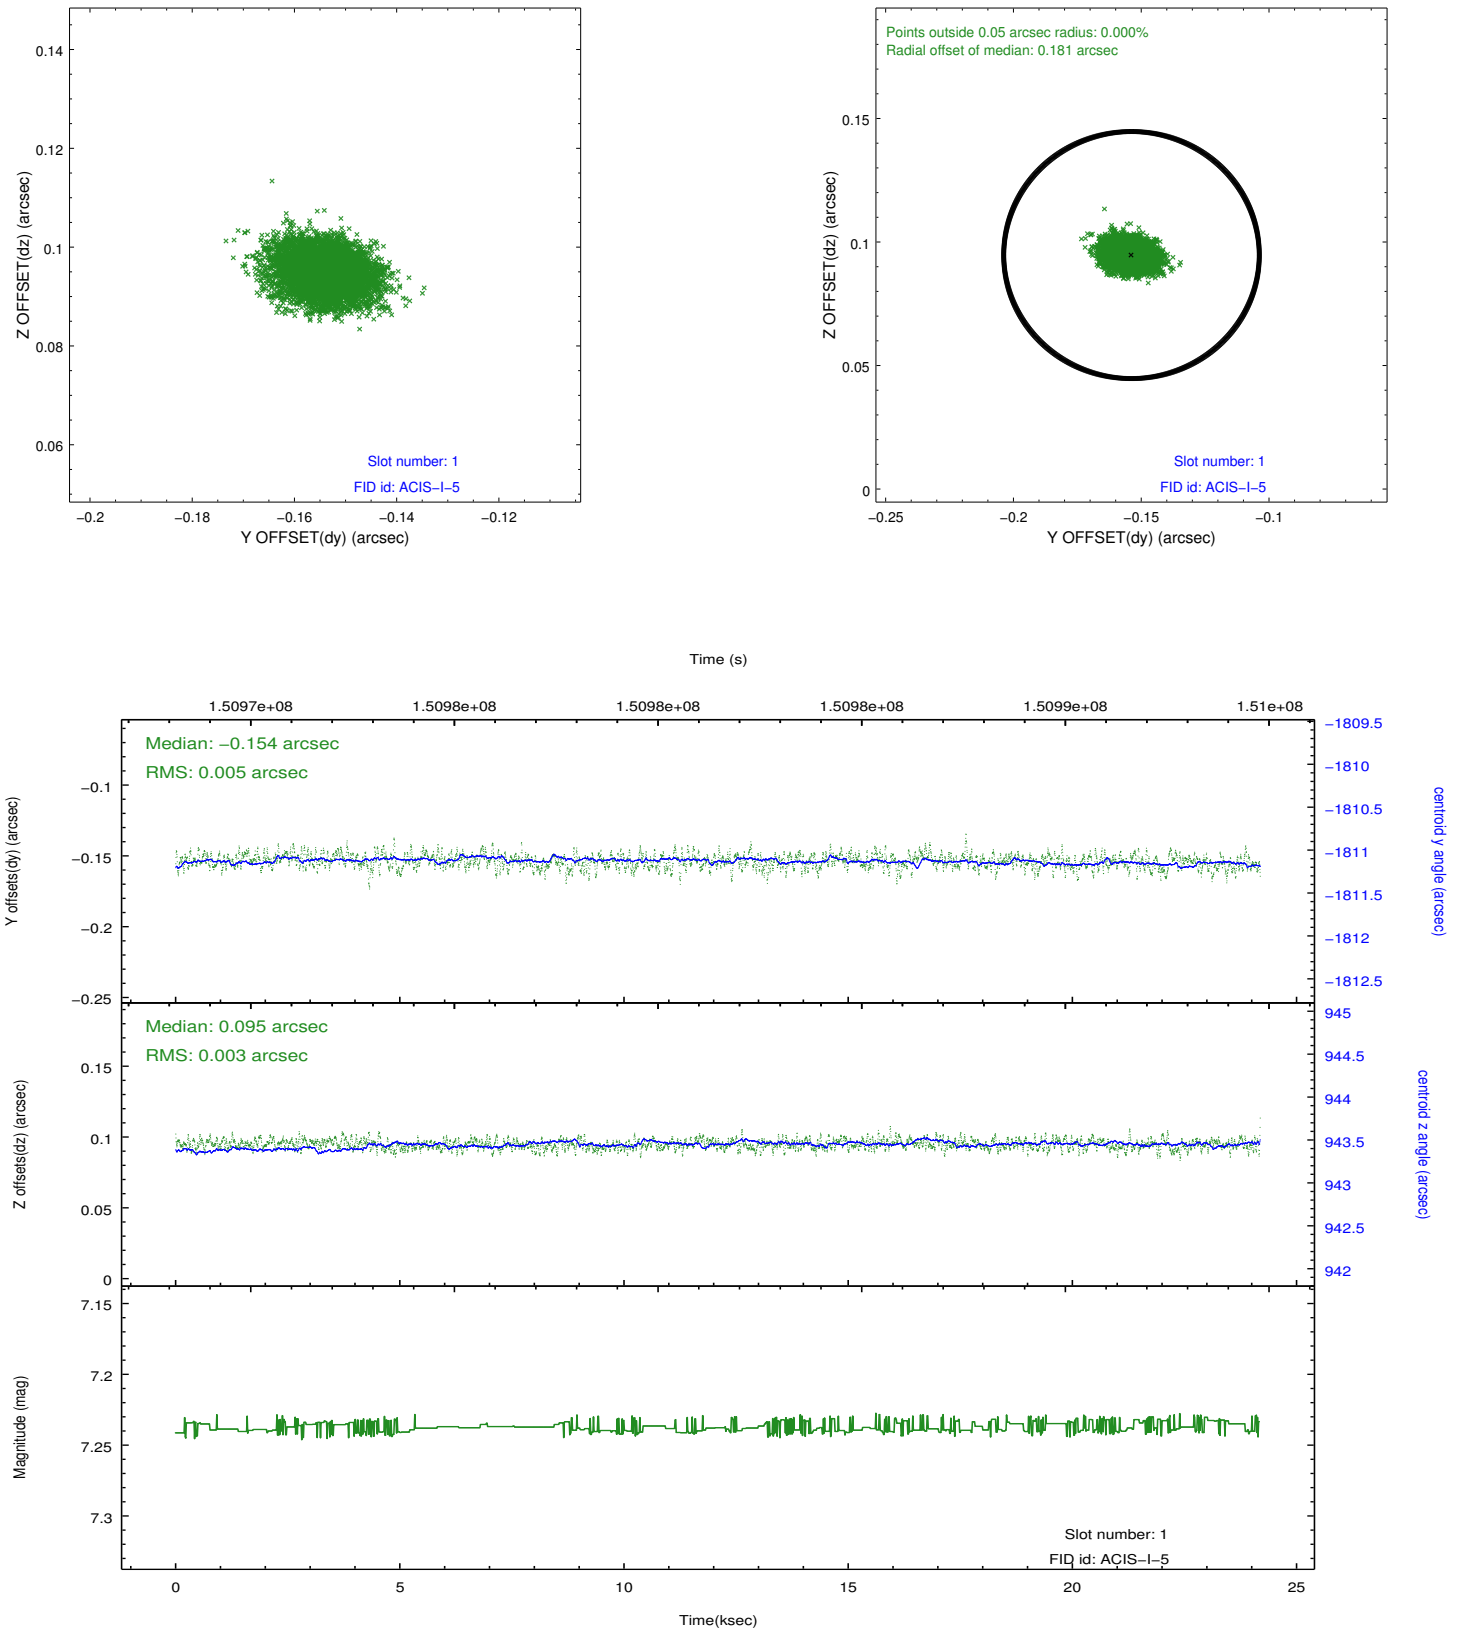 0.14
0.12
0.1
0.08
0.06
Z OFFSET(dz) (arcsec)
Slot number: 1
FID id: ACIS−I−5
−0.2 −0.18 −0.16 −0.14 −0.12
Y OFFSET(dy) (arcsec)
Points outside 0.05 arcsec radius: 0.000%
Radial offset of median: 0.181 arcsec
0.15
0.1
0.05
0
Z OFFSET(dz) (arcsec)
Slot number: 1
FID id: ACIS−I−5
−0.25 −0.2 −0.15 −0.1
Y OFFSET(dy) (arcsec)
Time (s)
1.5097e+08 1.5098e+08 1.5098e+08 1.5098e+08 1.5099e+08 1.51e+08
Median: −0.154 arcsec
RMS: 0.005 arcsec
−0.1
−0.15
−0.2
−0.25
Y offsets(dy) (arcsec)
−1809.5
−1810
−1810.5
−1811
−1811.5
−1812
−1812.5
centroid y angle (arcsec)
Median: 0.095 arcsec
RMS: 0.003 arcsec
0.15
0.1
0.05
0
Z offsets(dz) (arcsec)
945
944.5
944
943.5
943
942.5
942
centroid z angle (arcsec)
7.15
7.2
7.25
7.3
Magnitude (mag)
Slot number: 1
FID id: ACIS−I−5
0 5 10 15 20 25
Time(ksec)